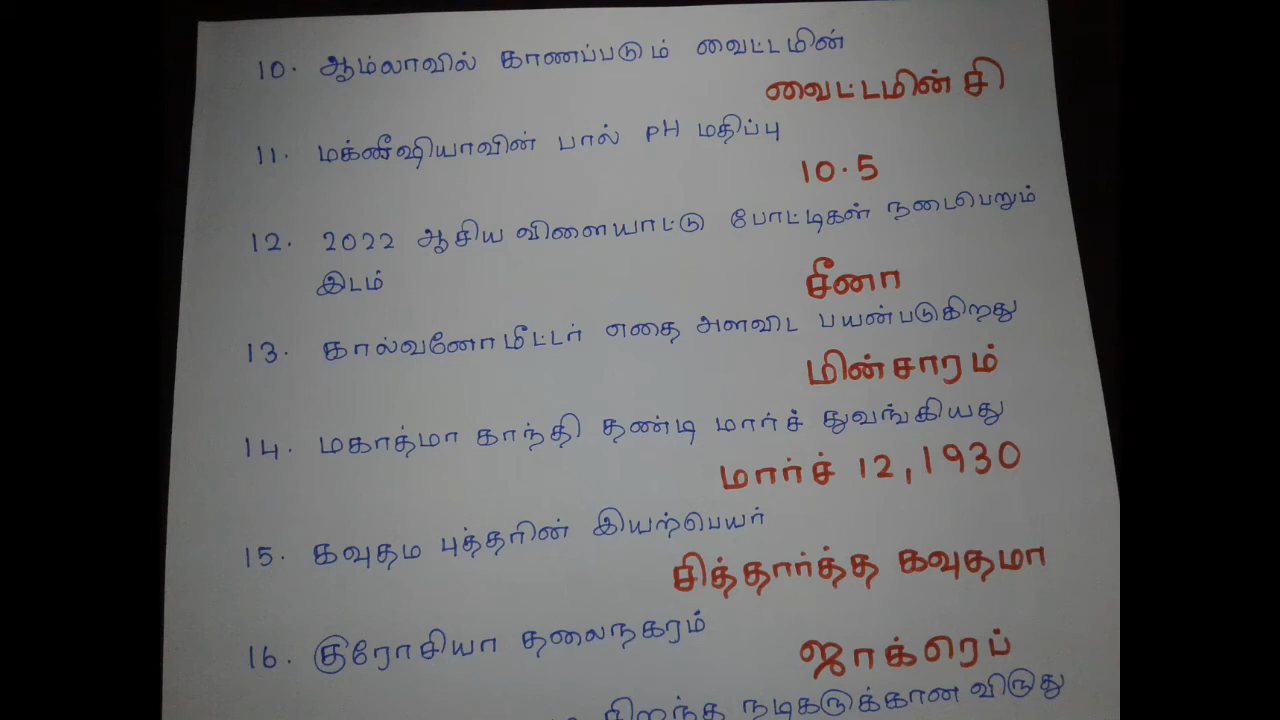 10. ஆம்லாவில் காணப்படும் வைட்டமின்
வைட்டமின் சி
11. மக்னீஷியாவின் பால் PH மதிப்பு
10.5
12. 2022 ஆசிய விளையாட்டு போட்டிகள் நடைபெறும்
இடம்
சீனா
13. கால்வனோமீட்டர் எதை அளவிட பயன்படுகிறது
மின்சாரம்
14. மகாத்மா காந்தி தண்டி மார்ச் துவங்கியது
மார்ச் 12, 1930
15. கவுதம புத்தரின் இயற்பெயர்
சித்தார்த்த கவுதமா
16. குரோசியா தலைநகரம்
ஜாக்ரெப்
சிறந்த நடிகருக்கான விருது